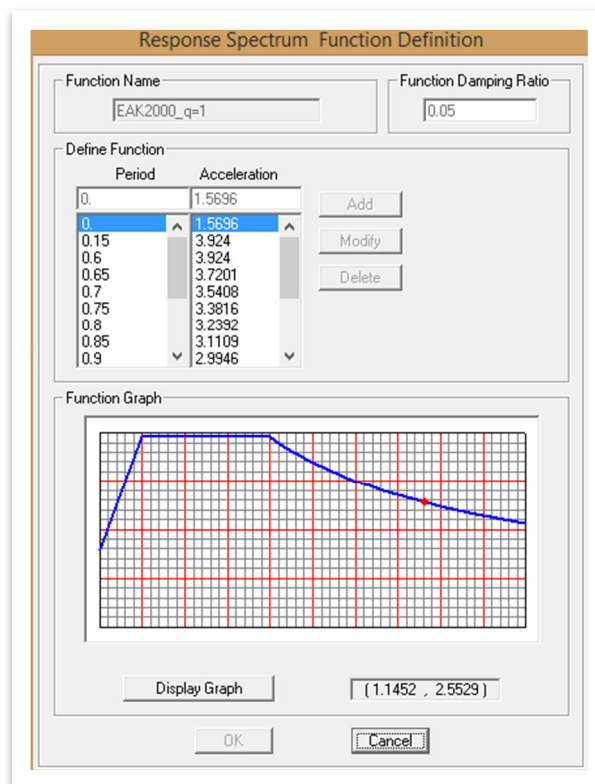 Response Spectrum Function Definition
Function Name
EAK2000_q=1
Function Damping Ratio
0.05
Define Function
Period Acceleration
0. 1.5696
Add
0. 1.5696
0.15 3.924
Modify
0.6 3.924
0.65 3.7201
Delete
0.7 3.5408
0.75 3.3816
0.8 3.2392
0.85 3.1109
0.9 2.9946
Function Graph
Display Graph
(1.1452 , 2.5529 )
OK
Cancel